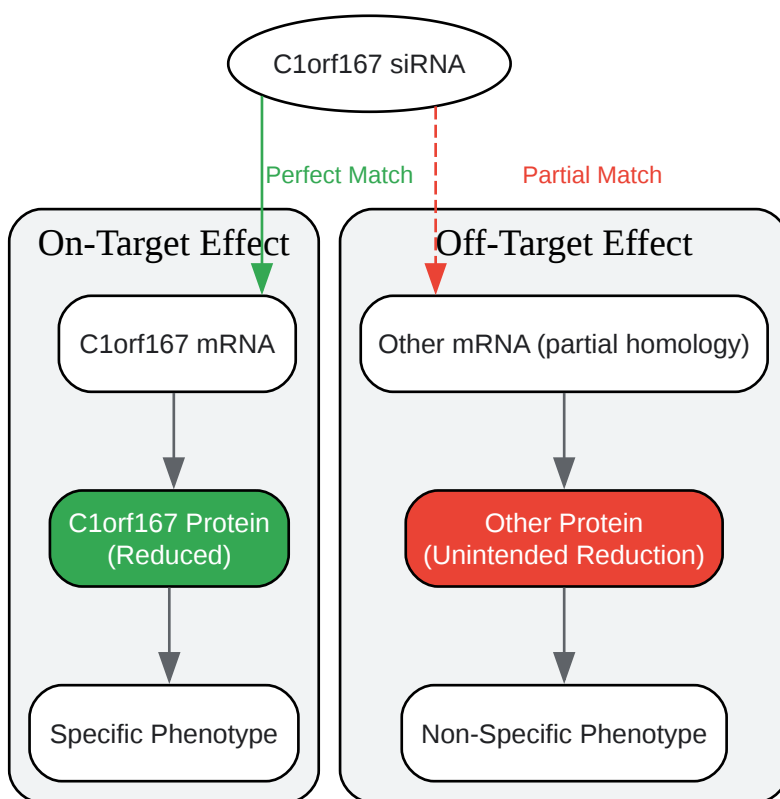 C1orf167 siRNA
Perfect Match
Partial Match
On-Target Effect
Off-Target Effect
C1orf167 mRNA
Other mRNA (partial homology)
C1orf167 Protein
(Reduced)
Other Protein
(Unintended Reduction)
Specific Phenotype
Non-Specific Phenotype